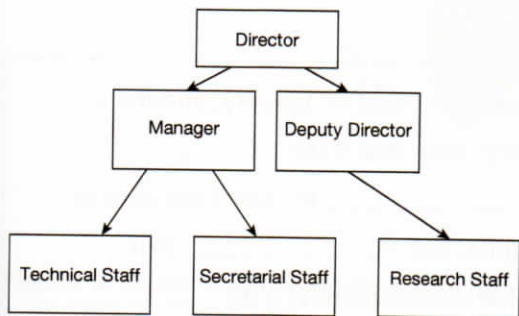 Director
Manager
Deputy Director
Technical Staff
Secretarial Staff
Research Staff